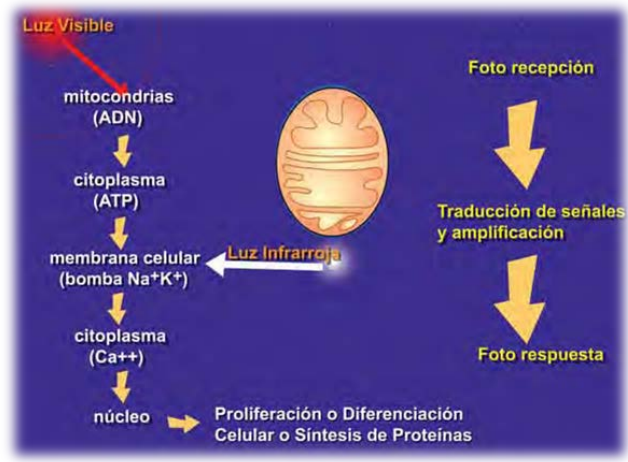 Luz Visible
mitocondrias
(ADN)
citoplasma
(ATP)
membrana celular
(bomba Na+K+)
citoplasma
(Ca++)
núcleo
Proliferación o Diferenciación
Celular o Síntesis de Proteínas
Luz Infrarroja
Foto recepción
Traducción de señales
y amplificación
Foto respuesta